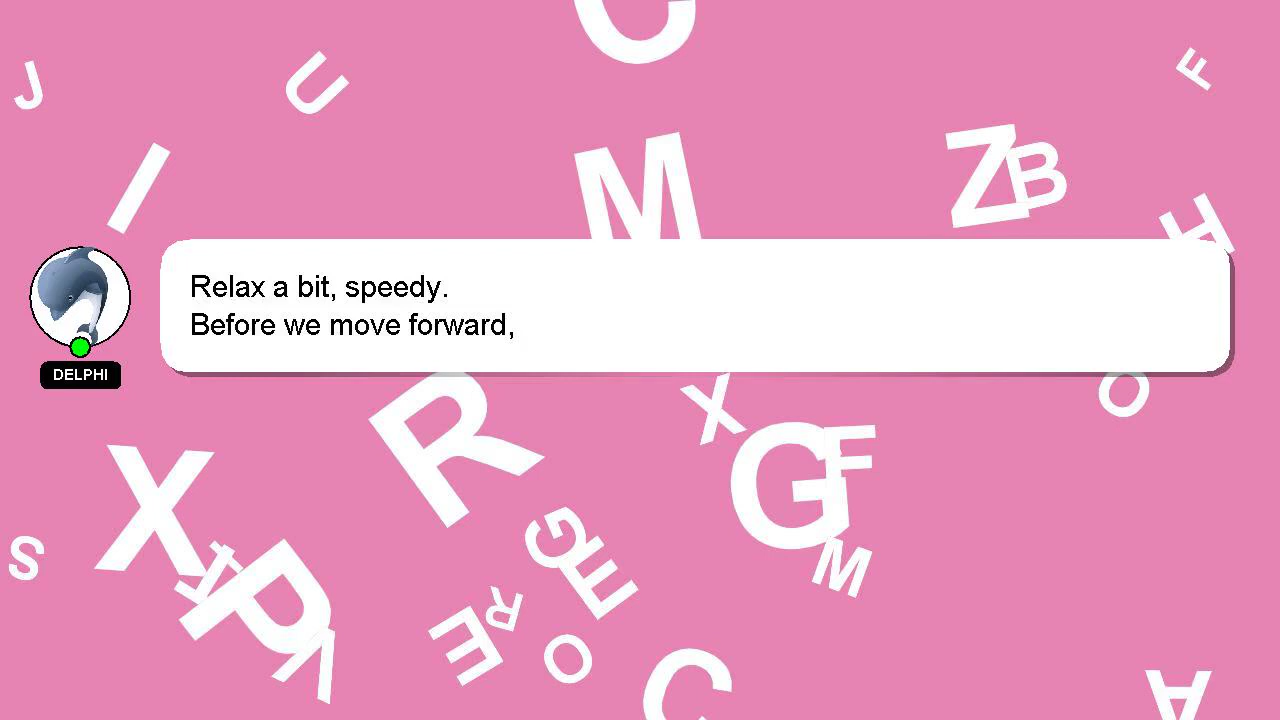 C
J
U
F
I
M
Z
B
A
Relax a bit, speedy.
Before we move forward,
DELPHI
R
X
O
G
F
X
S
P
G
E
M
R
E
O
V
C
A